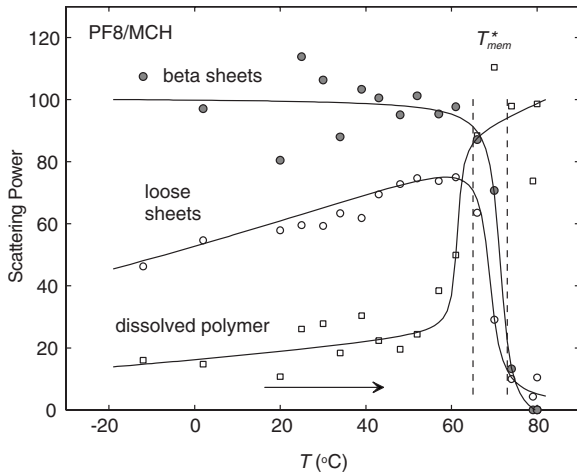 PF8/MCH
T*mem
beta sheets
loose
sheets
dissolved polymer
Scattering Power
120
100
80
60
40
20
0
-20
0
20
40
60
80
T (°C)